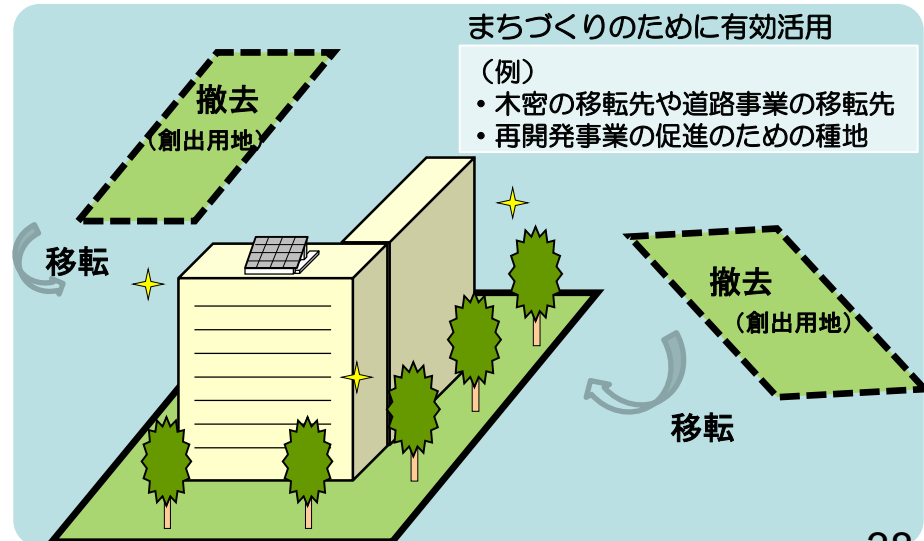 まちづくりのために有効活用
（例）
・木密の移転先や道路事業の移転先
・再開発事業の促進のための種地
撤去
（創出用地）
移転
撤去
（創出用地）
移転